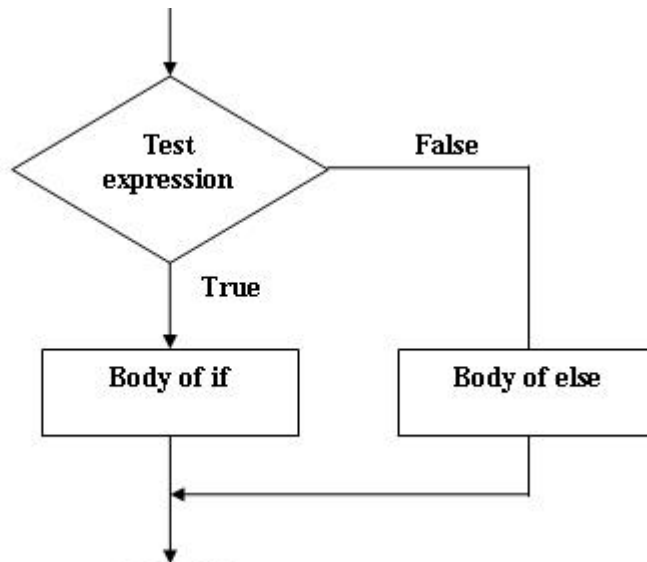 Test
expression
False
True
Body of if
Body of else